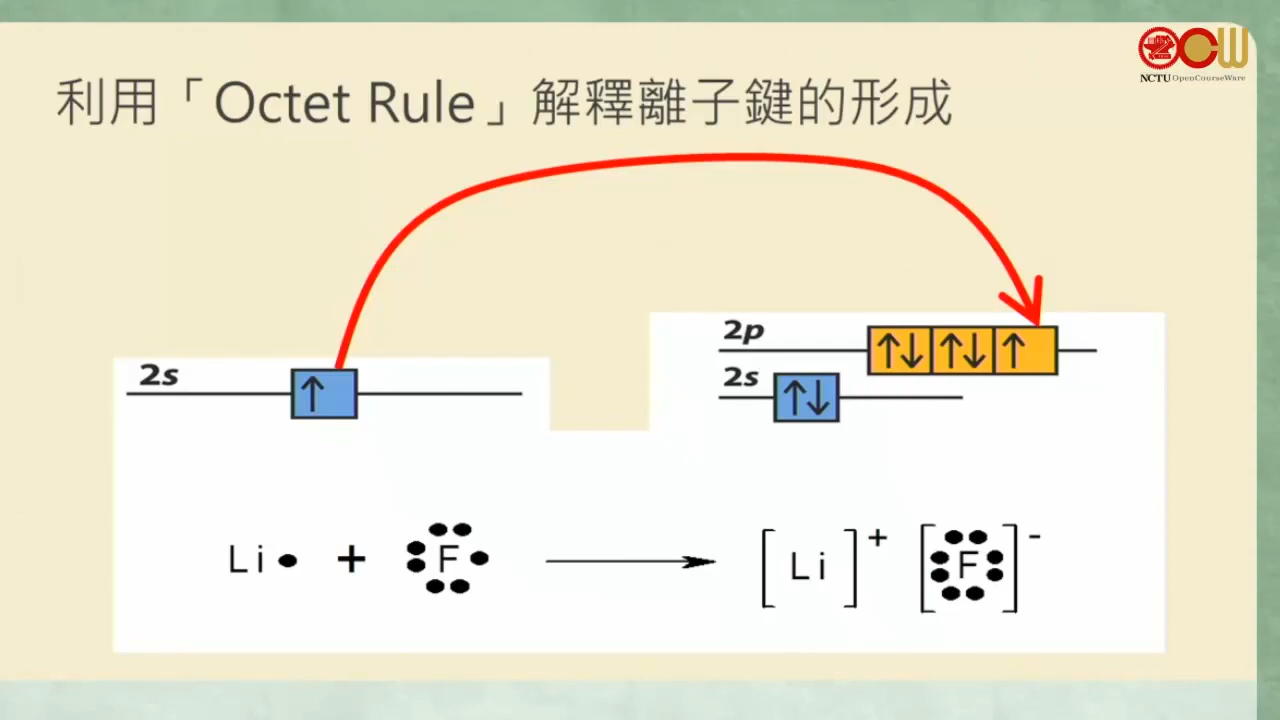 OCW
NCTU OpenCourseWare
利用「Octet Rule」解釋離子鍵的形成
2s ↑
2p ↑↓ ↑↓ ↑
2s ↑↓
Li• + F ⟶ [Li]+ [F]-